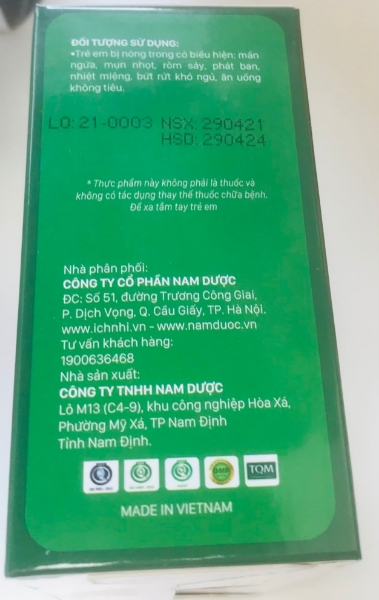 ĐỐI TƯỢNG SỬ DỤNG:
•Trẻ em bị nóng trong có biểu hiện: mẩn
ngứa, mụn nhọt, rôm sảy, phát ban,
nhiệt miệng, bứt rứt khó ngủ, ăn uống
không tiêu.
LO: 21-0003 NSX: 290421
HSD: 290424
* Thực phẩm này không phải là thuốc và
không có tác dụng thay thế thuốc chữa bệnh.
Để xa tầm tay trẻ em
Nhà phân phối:
CÔNG TY CỔ PHẦN NAM DƯỢC
ĐC: Số 51, đường Trương Công Giai,
P. Dịch Vọng, Q. Cầu Giấy, TP. Hà Nội.
www.ichnhi.vn - www.namduoc.vn
Tư vấn khách hàng:
1900636468
Nhà sản xuất:
CÔNG TY TNHH NAM DƯỢC
Lô M13 (C4-9), khu công nghiệp Hòa Xá,
Phường Mỹ Xá, TP Nam Định
Tỉnh Nam Định.
GMP
TQM
MADE IN VIETNAM